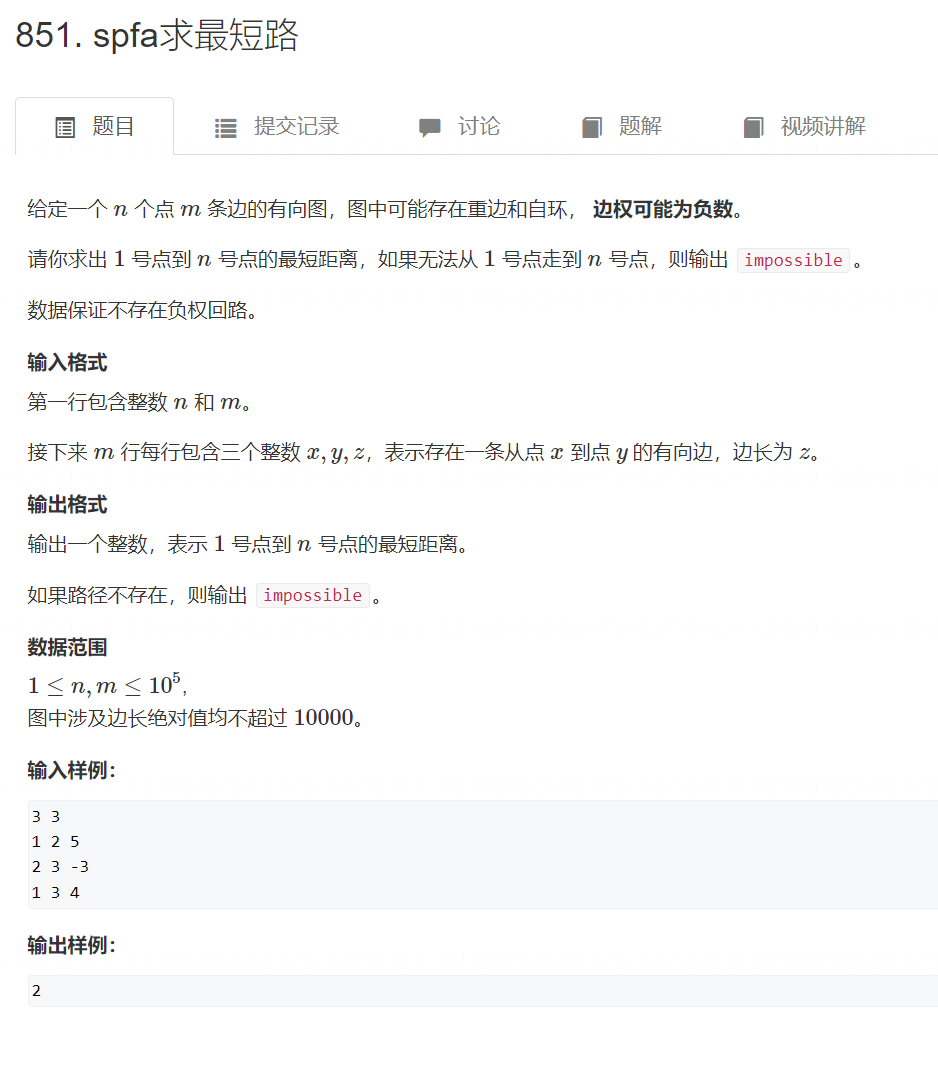 851. spfa求最短路
题目 提交记录 讨论 题解 视频讲解
给定一个 n 个点 m 条边的有向图，图中可能存在重边和自环， 边权可能为负数。
请你求出 1 号点到 n 号点的最短距离，如果无法从 1 号点走到 n 号点，则输出 impossible 。
数据保证不存在负权回路。
输入格式
第一行包含整数 n 和 m。
接下来 m 行每行包含三个整数 x, y, z，表示存在一条从点 x 到点 y 的有向边，边长为 z。
输出格式
输出一个整数，表示 1 号点到 n 号点的最短距离。
如果路径不存在，则输出 impossible 。
数据范围
1 ≤ n, m ≤ 10⁵,
图中涉及边长绝对值均不超过 10000。
输入样例：
3 3
1 2 5
2 3 -3
1 3 4
输出样例：
2